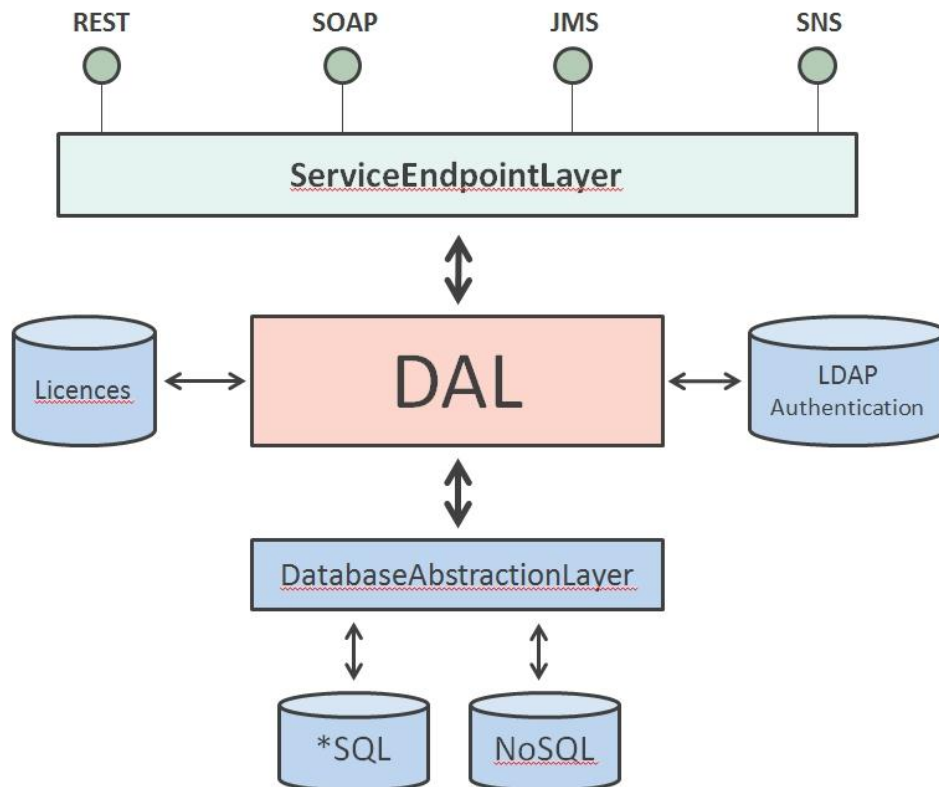 REST
SOAP
JMS
SNS
ServiceEndpointLayer
Licences
DAL
LDAP
Authentication
DatabaseAbstractionLayer
*SQL
NoSQL